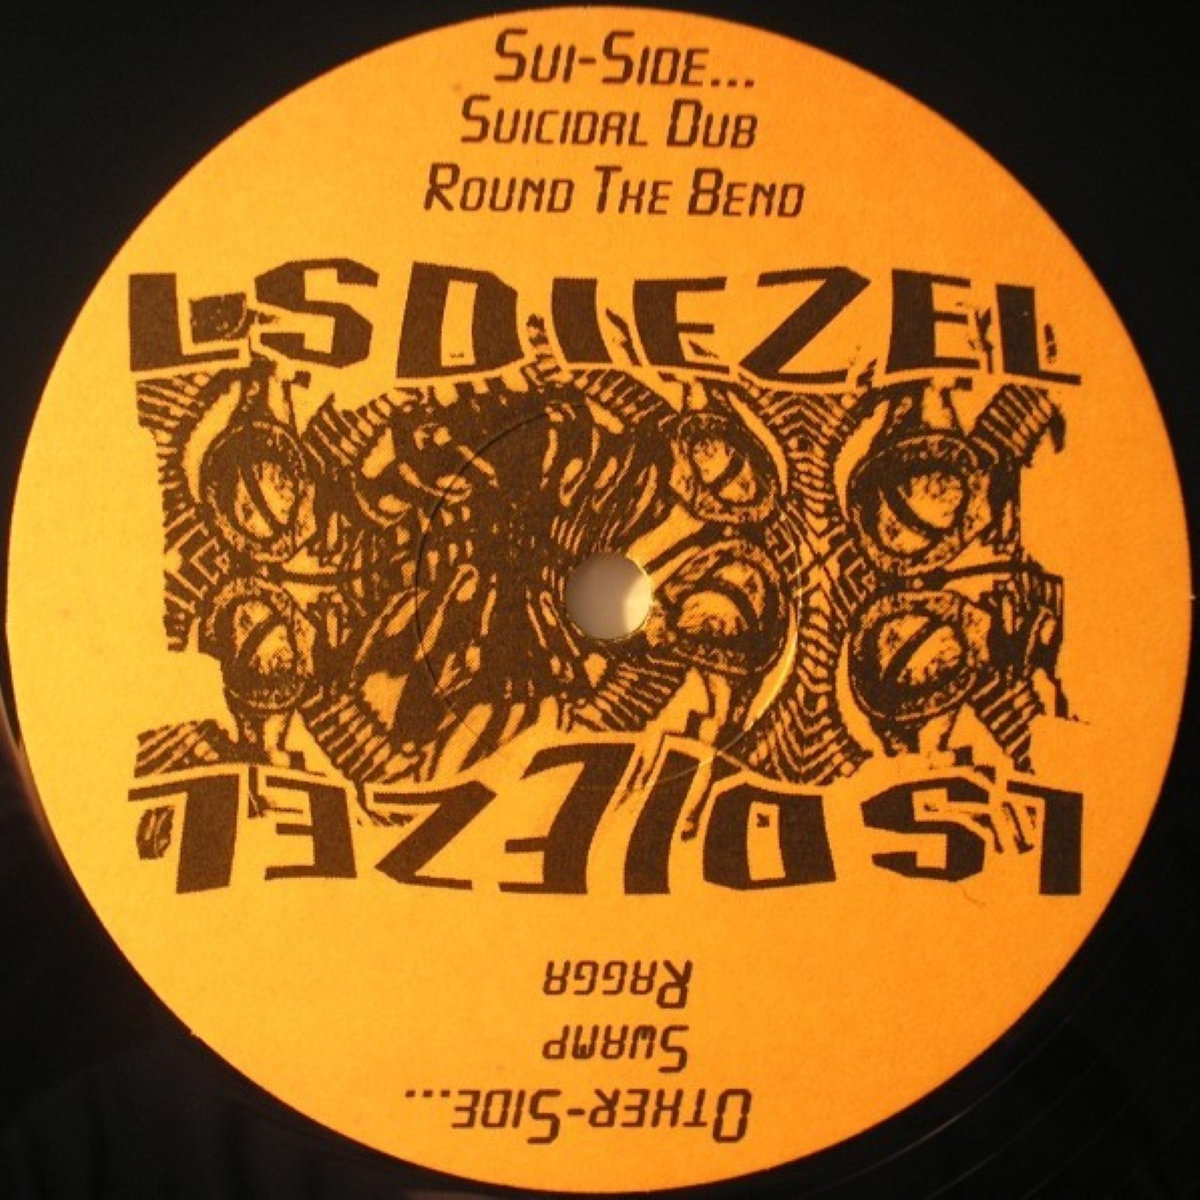 Sui-Side...
Suicidal Dub
Round The Bend
LSDIEZEL
LSDIEZEL
Other-Side...
Swamp
Ragga